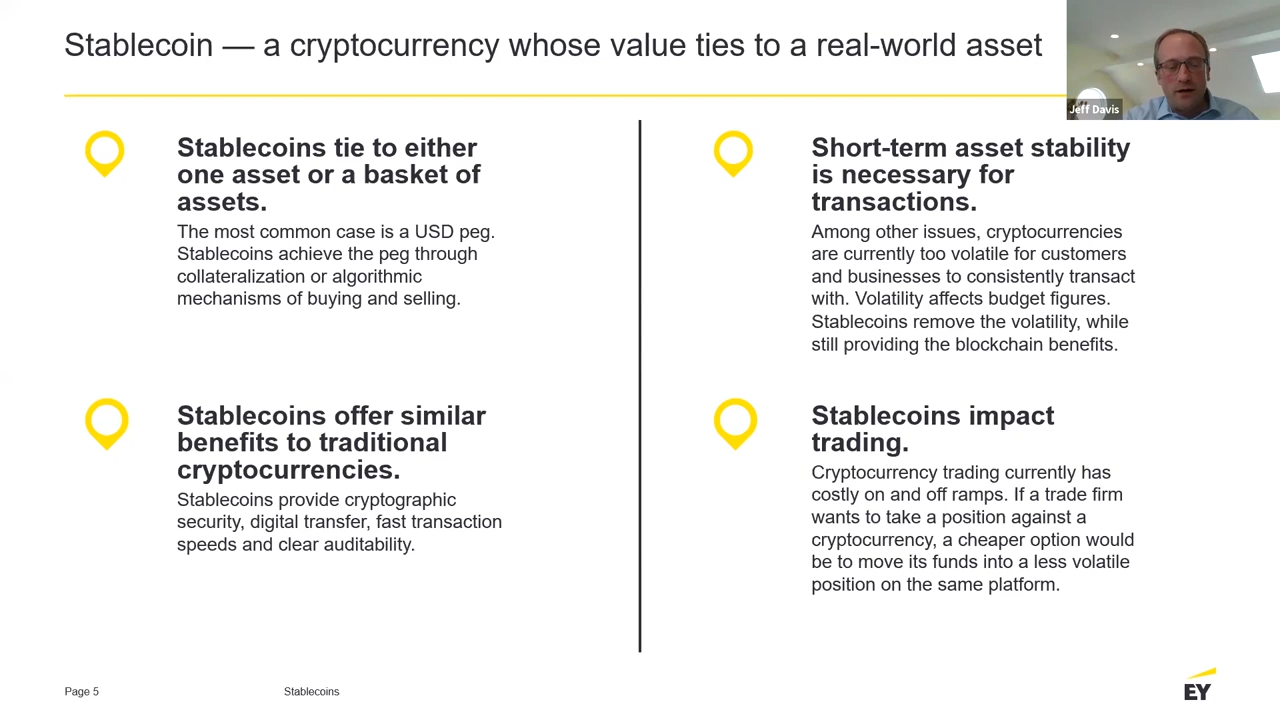 Stablecoin — a cryptocurrency whose value ties to a real-world asset
Jeff Davis
Stablecoins tie to either
one asset or a basket of
assets.
The most common case is a USD peg.
Stablecoins achieve the peg through
collateralization or algorithmic
mechanisms of buying and selling.
Stablecoins offer similar
benefits to traditional
cryptocurrencies.
Stablecoins provide cryptographic
security, digital transfer, fast transaction
speeds and clear auditability.
Short-term asset stability
is necessary for
transactions.
Among other issues, cryptocurrencies
are currently too volatile for customers
and businesses to consistently transact
with. Volatility affects budget figures.
Stablecoins remove the volatility, while
still providing the blockchain benefits.
Stablecoins impact
trading.
Cryptocurrency trading currently has
costly on and off ramps. If a trade firm
wants to take a position against a
cryptocurrency, a cheaper option would
be to move its funds into a less volatile
position on the same platform.
Page 5
Stablecoins
EY